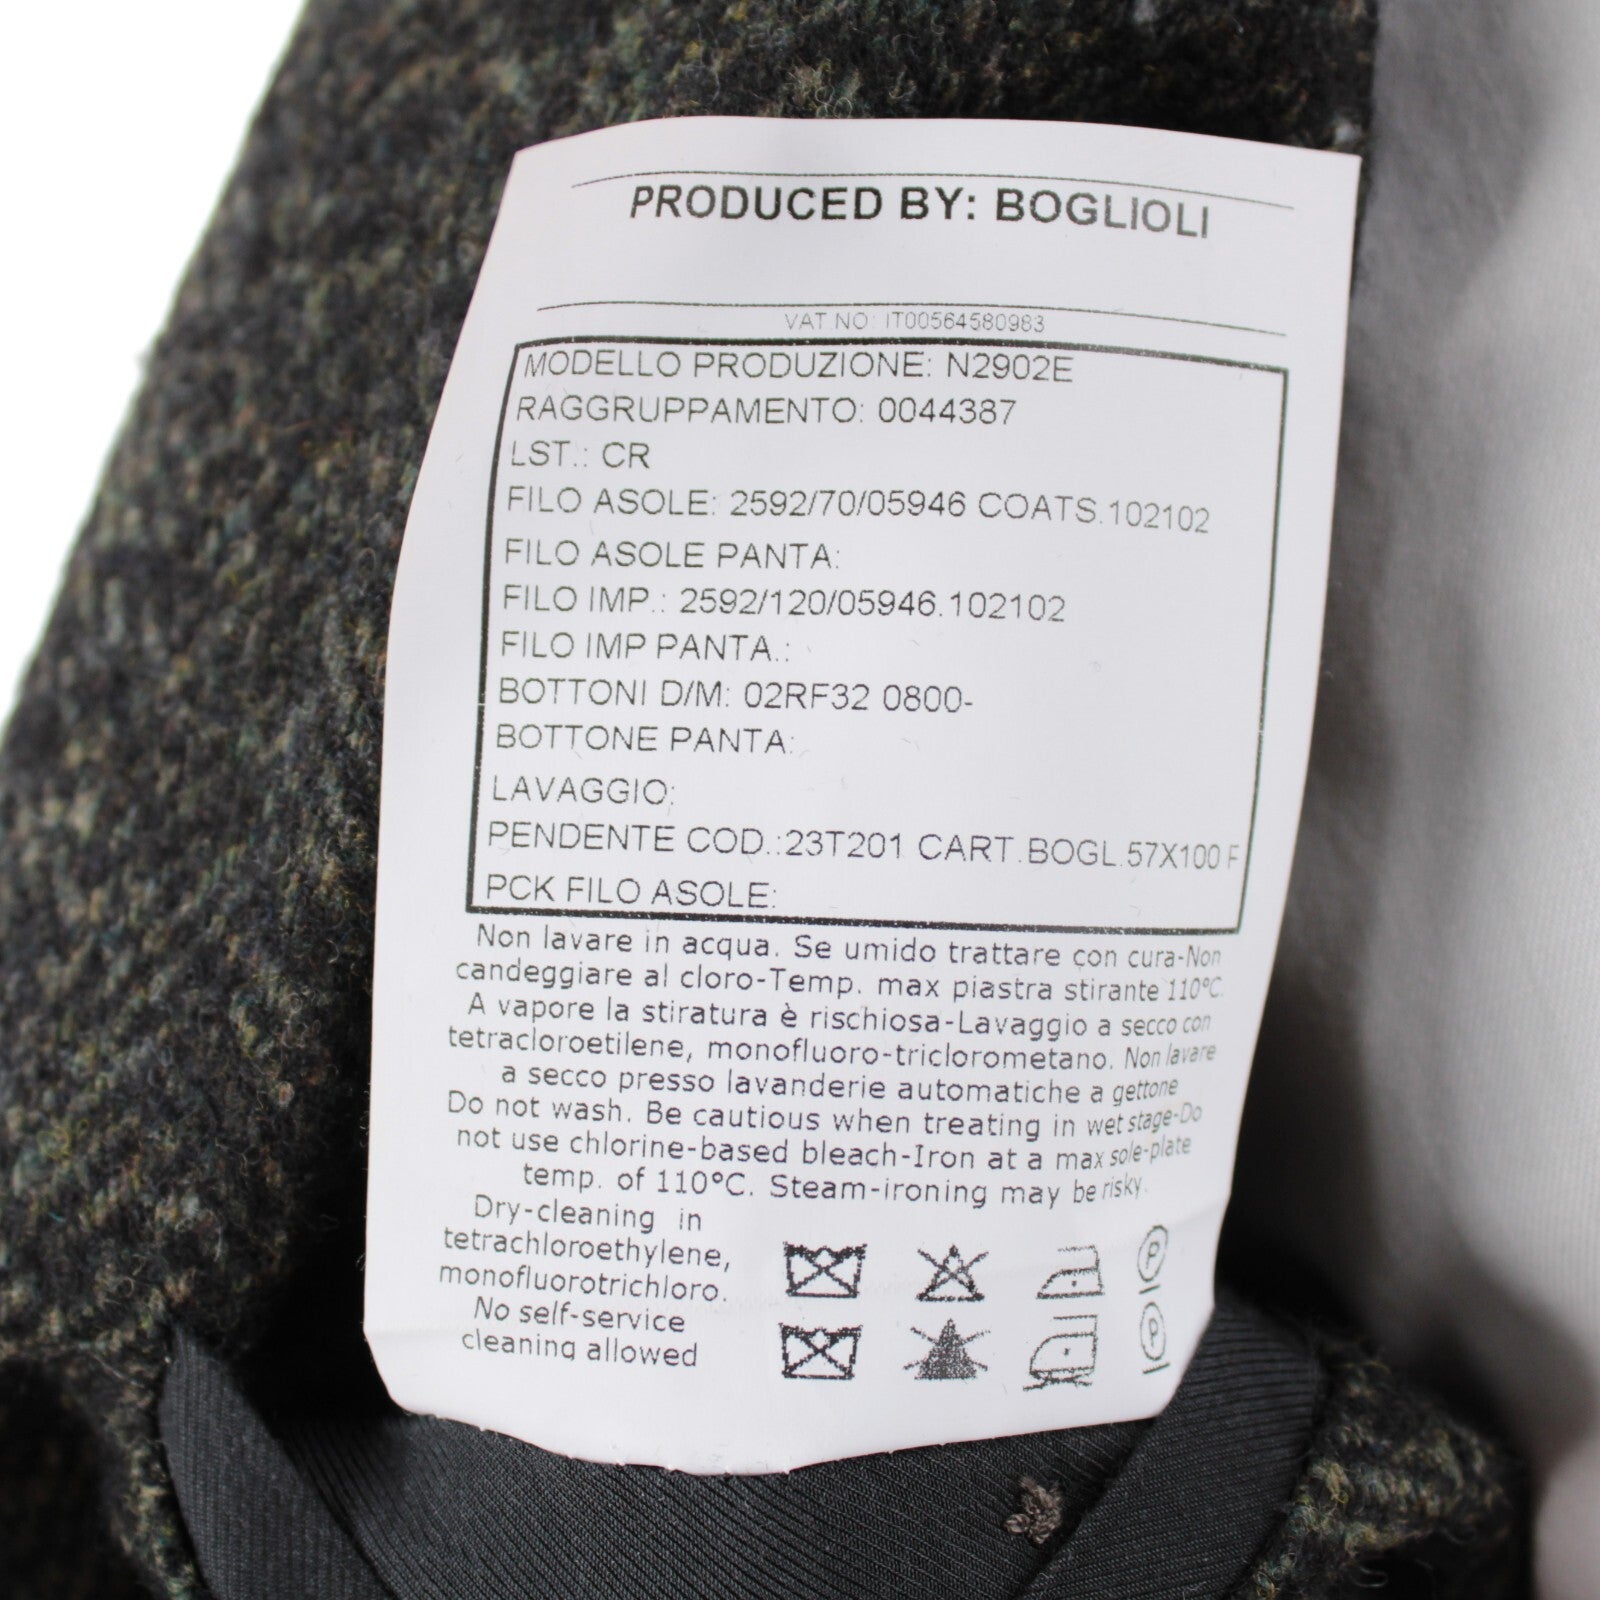 PRODUCED BY: BOGLIOLI
VAT.NO: IT00564580983
MODELLO PRODUZIONE: N2902E
RAGGRUPPAMENTO: 0044387
LST.: CR
FILO ASOLE: 2592/70/05946 COATS.102102
FILO ASOLE PANTA:
FILO IMP.: 2592/120/05946.102102
FILO IMP PANTA.:
BOTTONI D/M: 02RF32 0800-
BOTTONE PANTA:
LAVAGGIO:
PENDENTE COD.:23T201 CART.BOGL.57X100 F
PCK FILO ASOLE:
Non lavare in acqua. Se umido trattare con cura-Non
candeggiare al cloro-Temp. max piastra stirante 110°C.
A vapore la stiratura è rischiosa-Lavaggio a secco con
tetracloroetilene, monofluoro-triclorometano. Non lavare
a secco presso lavanderie automatiche a gettone
Do not wash. Be cautious when treating in wet stage-Do
not use chlorine-based bleach-Iron at a max sole-plate
temp. of 110°C. Steam-ironing may be risky.
Dry-cleaning in
tetrachloroethylene,
monofluorotrichloro.
No self-service
cleaning allowed
P
P